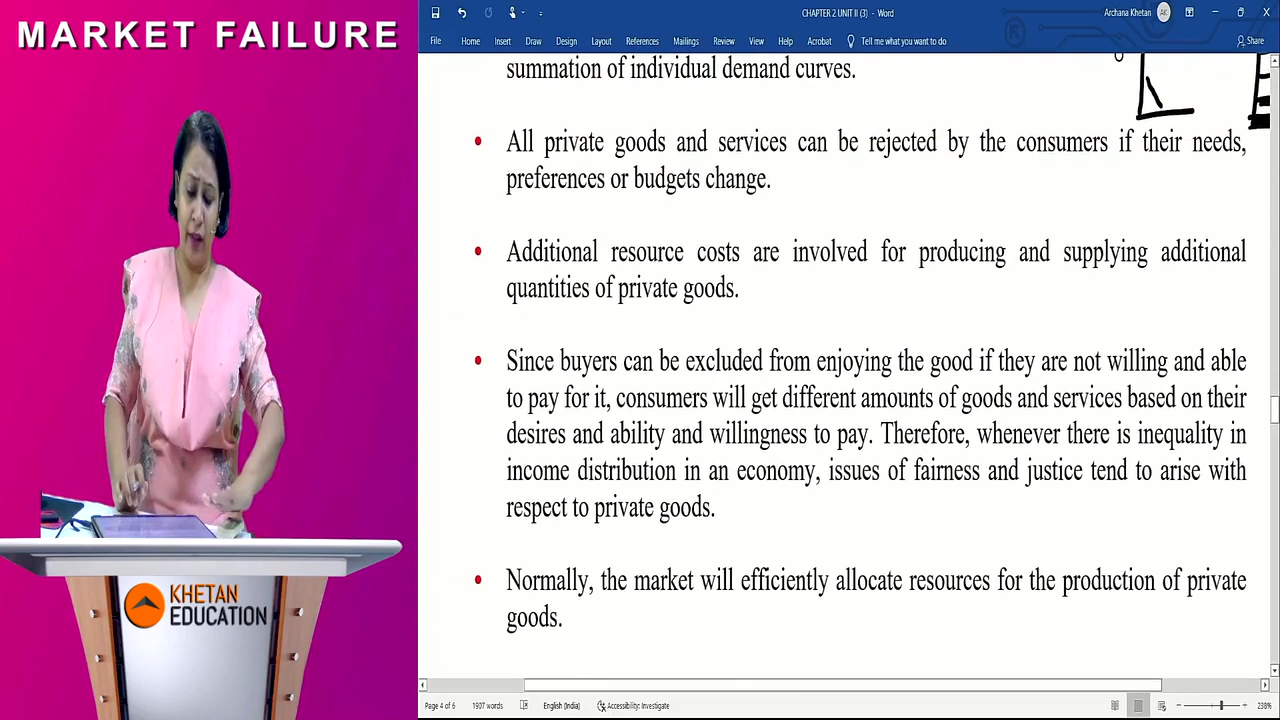 MARKET FAILURE
CHAPTER 2 UNIT II (3) - Word
Archana Khetan
AK
File Home Insert Draw Design Layout References Mailings Review View Help Acrobat Tell me what you want to do
Share
summation of individual demand curves.
• All private goods and services can be rejected by the consumers if their needs,
preferences or budgets change.
• Additional resource costs are involved for producing and supplying additional
quantities of private goods.
• Since buyers can be excluded from enjoying the good if they are not willing and able
to pay for it, consumers will get different amounts of goods and services based on their
desires and ability and willingness to pay. Therefore, whenever there is inequality in
income distribution in an economy, issues of fairness and justice tend to arise with
respect to private goods.
• Normally, the market will efficiently allocate resources for the production of private
goods.
KHETAN
EDUCATION
Page 4 of 6 1907 words English (India) Accessibility: Investigate 238%